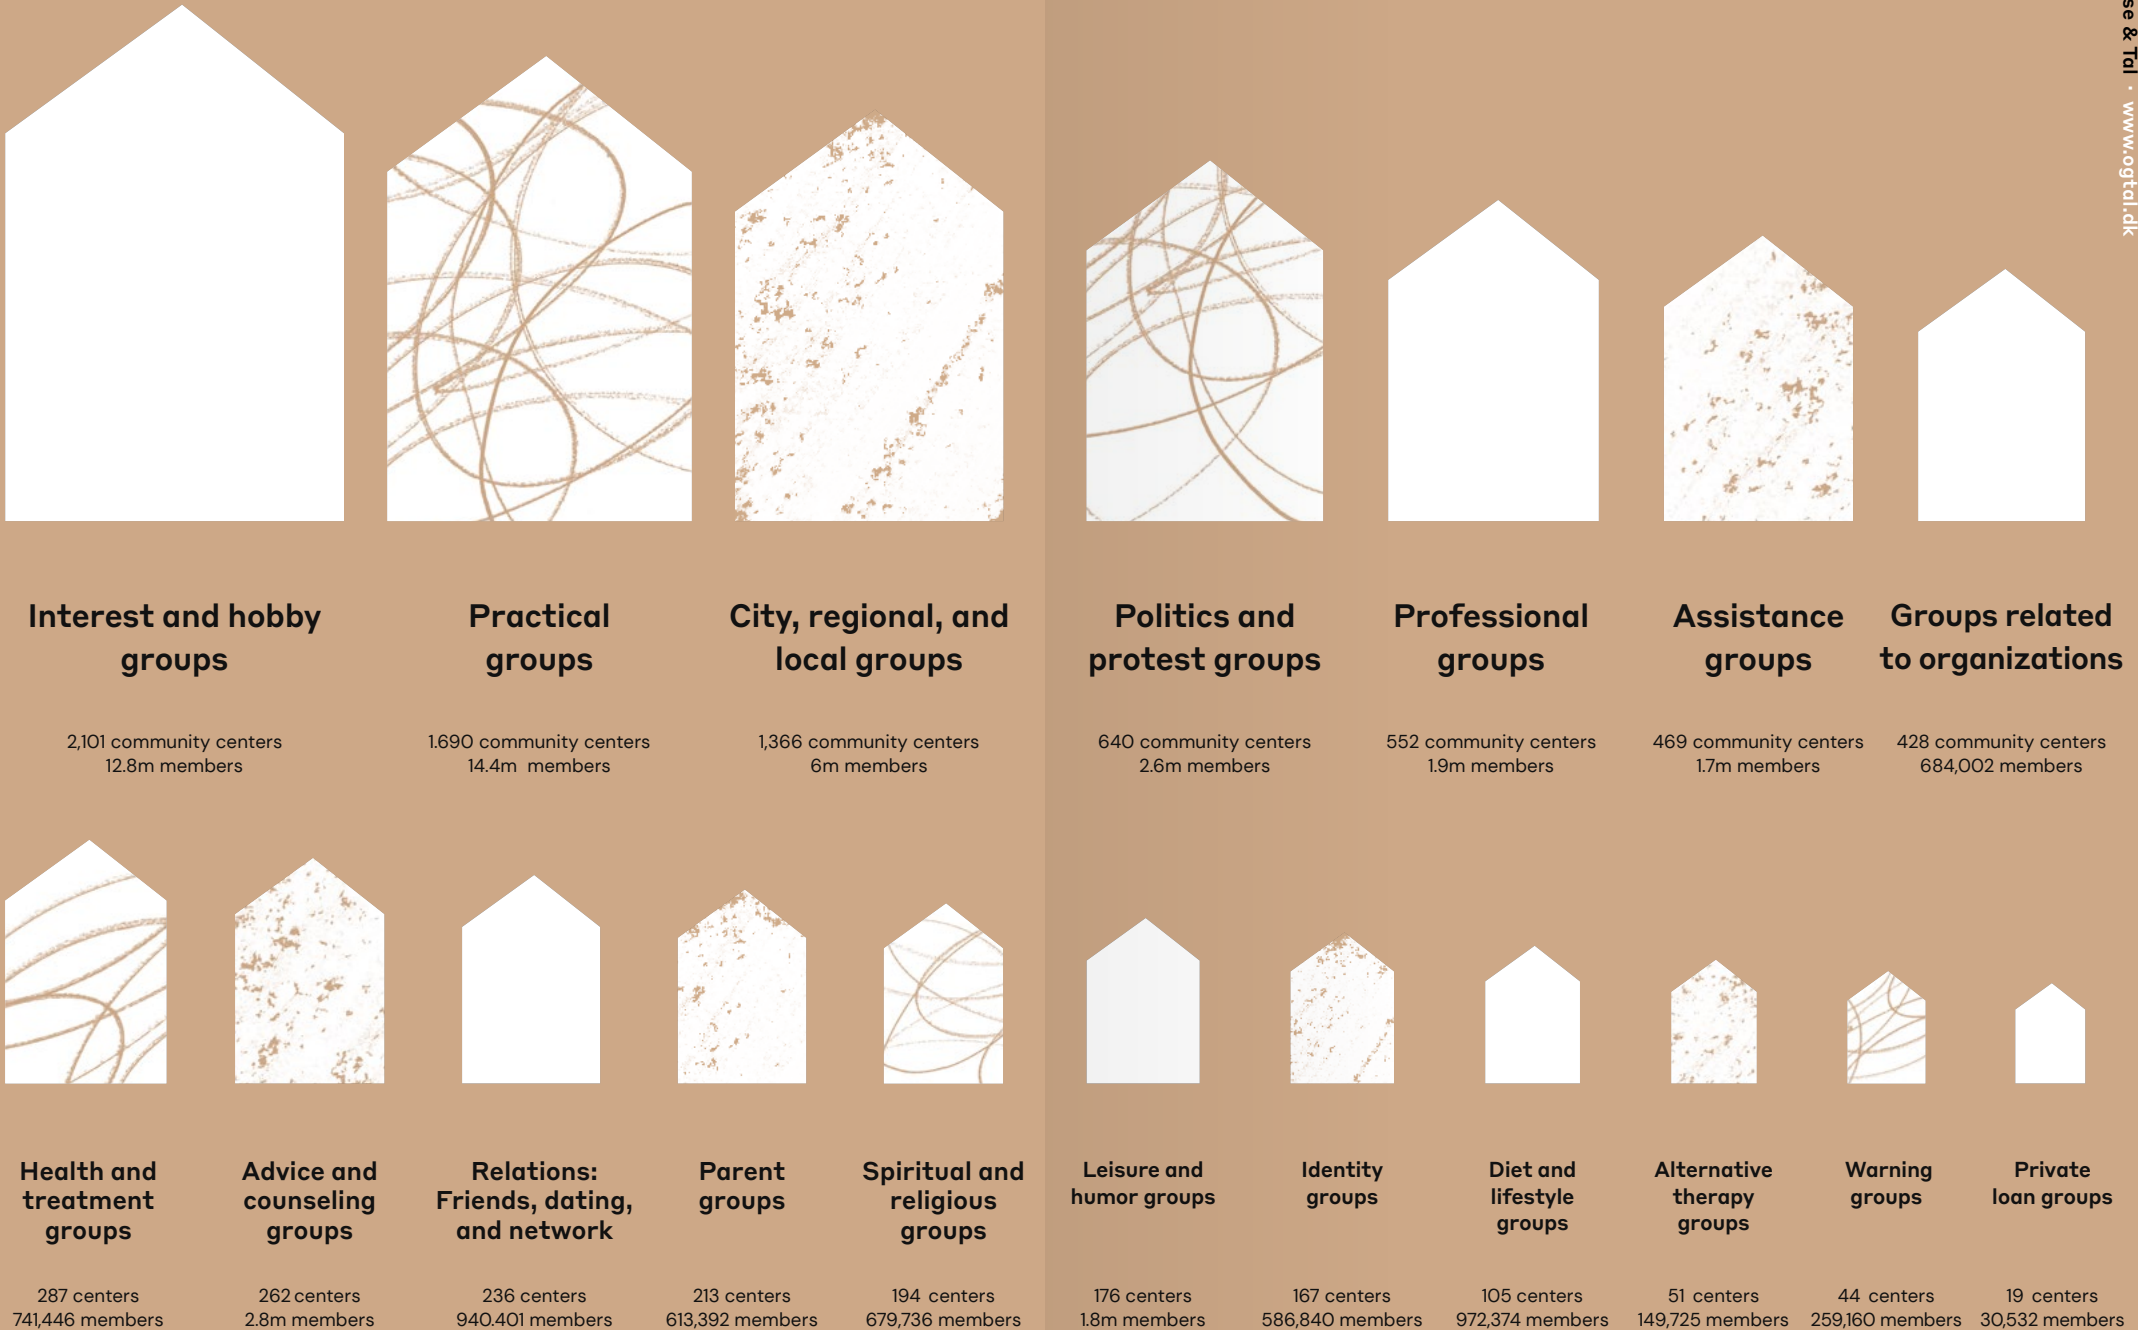 se & Tal · www.ogtal.dk
Interest and hobby
groups
2,101 community centers
12.8m members
Practical
groups
1.690 community centers
14.4m members
City, regional, and
local groups
1,366 community centers
6m members
Politics and
protest groups
640 community centers
2.6m members
Professional
groups
552 community centers
1.9m members
Assistance
groups
469 community centers
1.7m members
Groups related
to organizations
428 community centers
684,002 members
Health and
treatment
groups
287 centers
741,446 members
Advice and
counseling
groups
262 centers
2.8m members
Relations:
Friends, dating,
and network
236 centers
940.401 members
Parent
groups
213 centers
613,392 members
Spiritual and
religious
groups
194 centers
679,736 members
Leisure and
humor groups
176 centers
1.8m members
Identity
groups
167 centers
586,840 members
Diet and
lifestyle
groups
105 centers
972,374 members
Alternative
therapy
groups
51 centers
149,725 members
Warning
groups
44 centers
259,160 members
Private
loan groups
19 centers
30,532 members